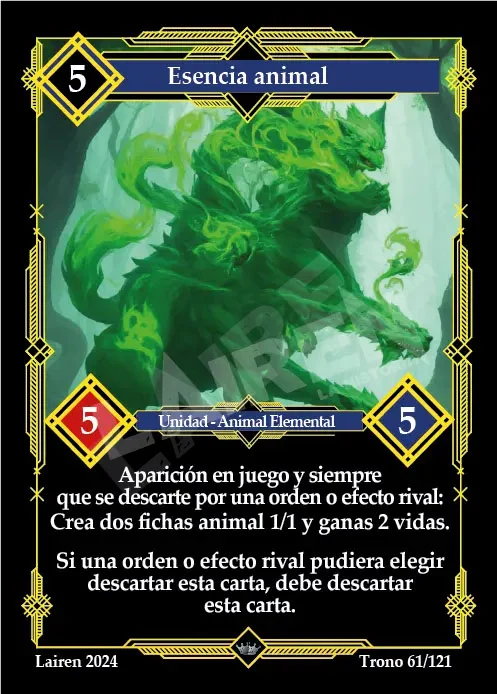 5
Esencia animal
LAIREN
5
Unidad - Animal Elemental
5
Aparición en juego y siempre
que se descarte por una orden o efecto rival:
Crea dos fichas animal 1/1 y ganas 2 vidas.
Si una orden o efecto rival pudiera elegir
descartar esta carta, debe descartar
esta carta.
Lairen 2024
Trono 61/121